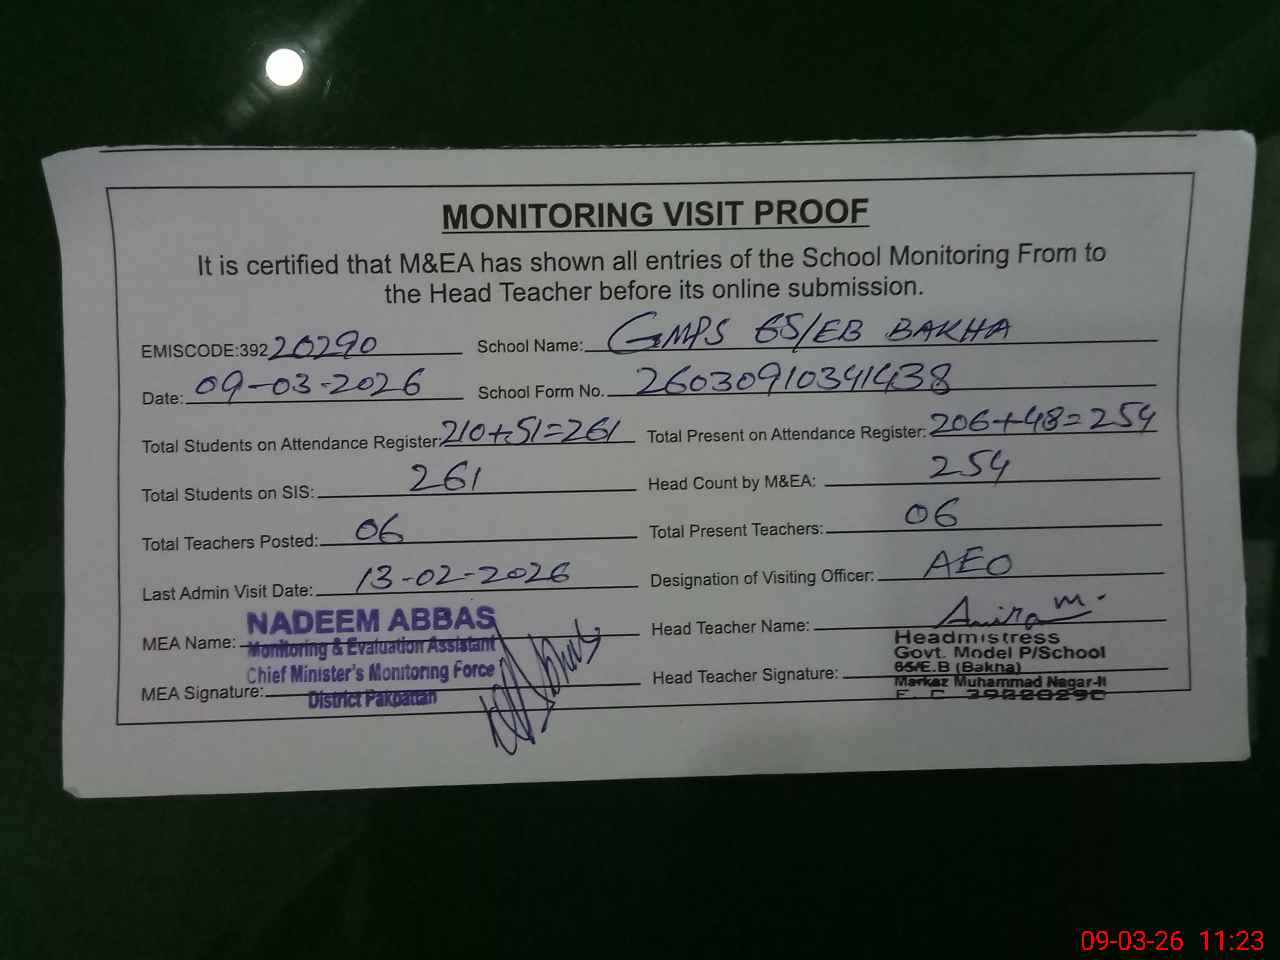 MONITORING VISIT PROOF
It is certified that M&EA has shown all entries of the School Monitoring From to
the Head Teacher before its online submission.
EMISCODE:39220290 School Name: GMPS 65/EB BAKHA
Date: 09-03-2026 School Form No. 26030910341438
Total Students on Attendance Register: 210+51=261 Total Present on Attendance Register: 206+48=254
Total Students on SIS: 261 Head Count by M&EA: 254
Total Teachers Posted: 06 Total Present Teachers: 06
Last Admin Visit Date: 13-02-2026 Designation of Visiting Officer: AEO
MEA Name: NADEEM ABBAS Head Teacher Name:
Monitoring & Evaluation Assistant
Chief Minister's Monitoring Force
District Pakpattan
MEA Signature: Head Teacher Signature:
Headmistress
Govt. Model P/School
65/E.B (Bakna)
Markaz Muhammad Nagar-II
E. C 39220290
09-03-26 11:23